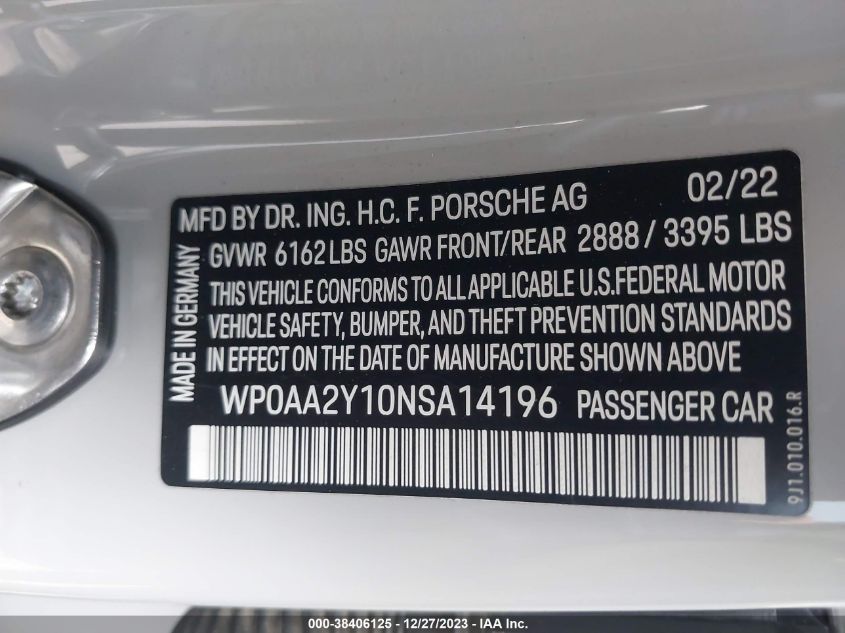 MFD BY DR. ING. H.C. F. PORSCHE AG 02/22
GVWR 6162 LBS GAWR FRONT/REAR 2888 / 3395 LBS
THIS VEHICLE CONFORMS TO ALL APPLICABLE U.S. FEDERAL MOTOR
VEHICLE SAFETY, BUMPER, AND THEFT PREVENTION STANDARDS
IN EFFECT ON THE DATE OF MANUFACTURE SHOWN ABOVE
WP0AA2Y10NSA14196 PASSENGER CAR
MADE IN GERMANY
9J1.010.016.R
000-38406125 - 12/27/2023 - IAA Inc.